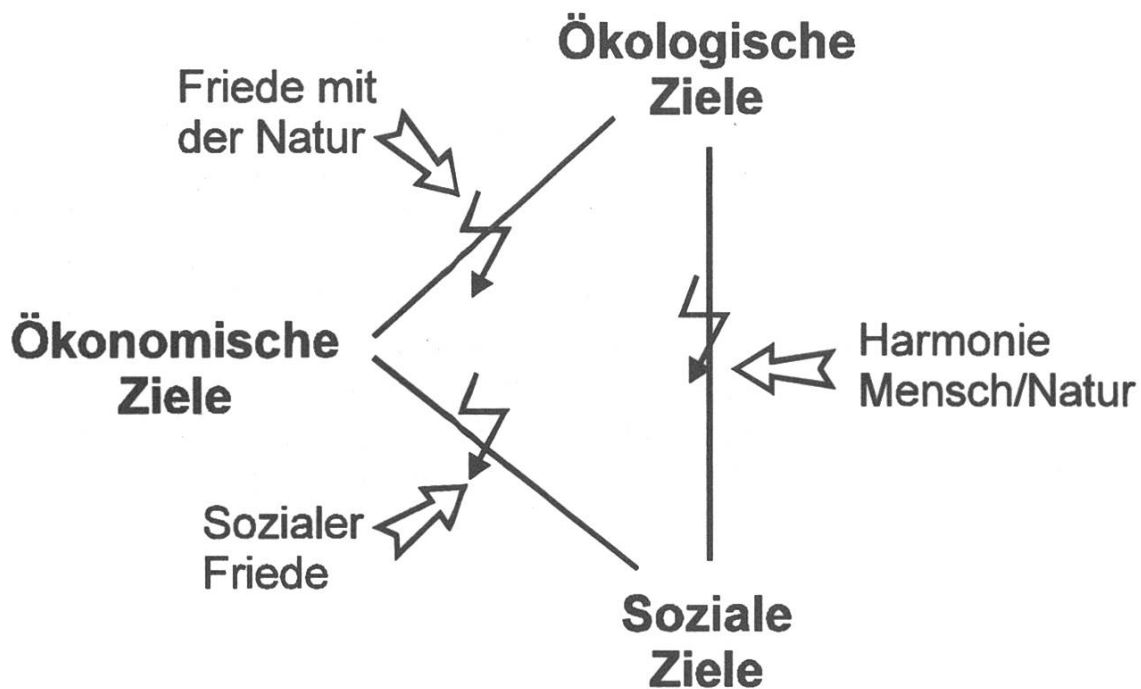 Ökologische
Ziele
Friede mit
der Natur
Ökonomische
Ziele
Harmonie
Mensch/Natur
Sozialer
Friede
Soziale
Ziele